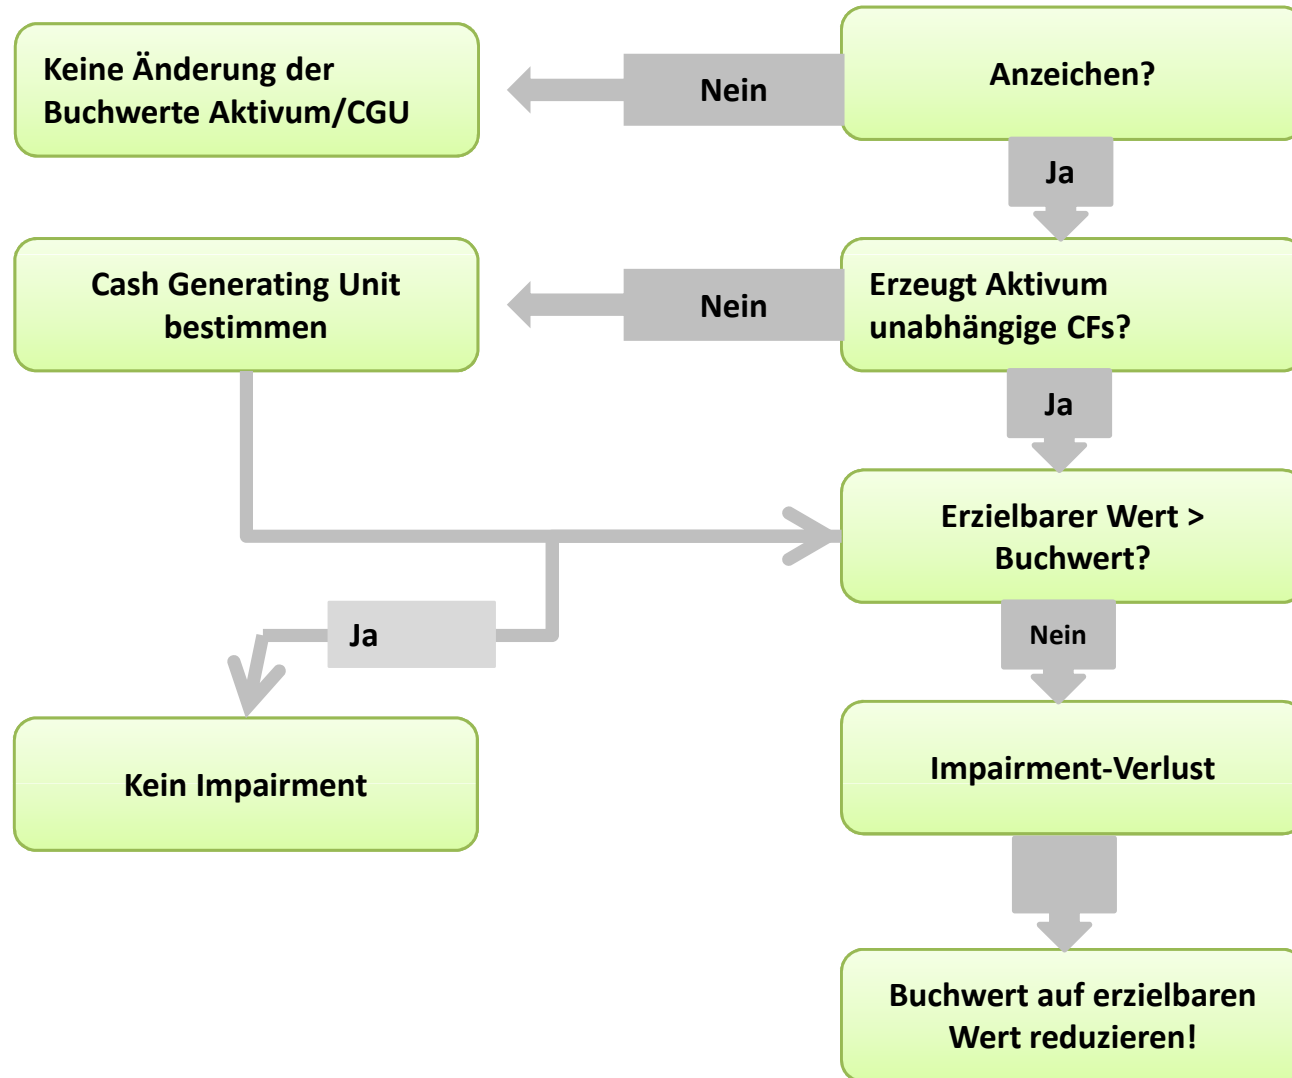 Keine Änderung der
Buchwerte Aktivum/CGU
Nein
Anzeichen?
Ja
Cash Generating Unit
bestimmen
Nein
Erzeugt Aktivum
unabhängige CFs?
Ja
Erzielbarer Wert >
Buchwert?
Ja
Nein
Kein Impairment
Impairment-Verlust
Buchwert auf erzielbaren
Wert reduzieren!